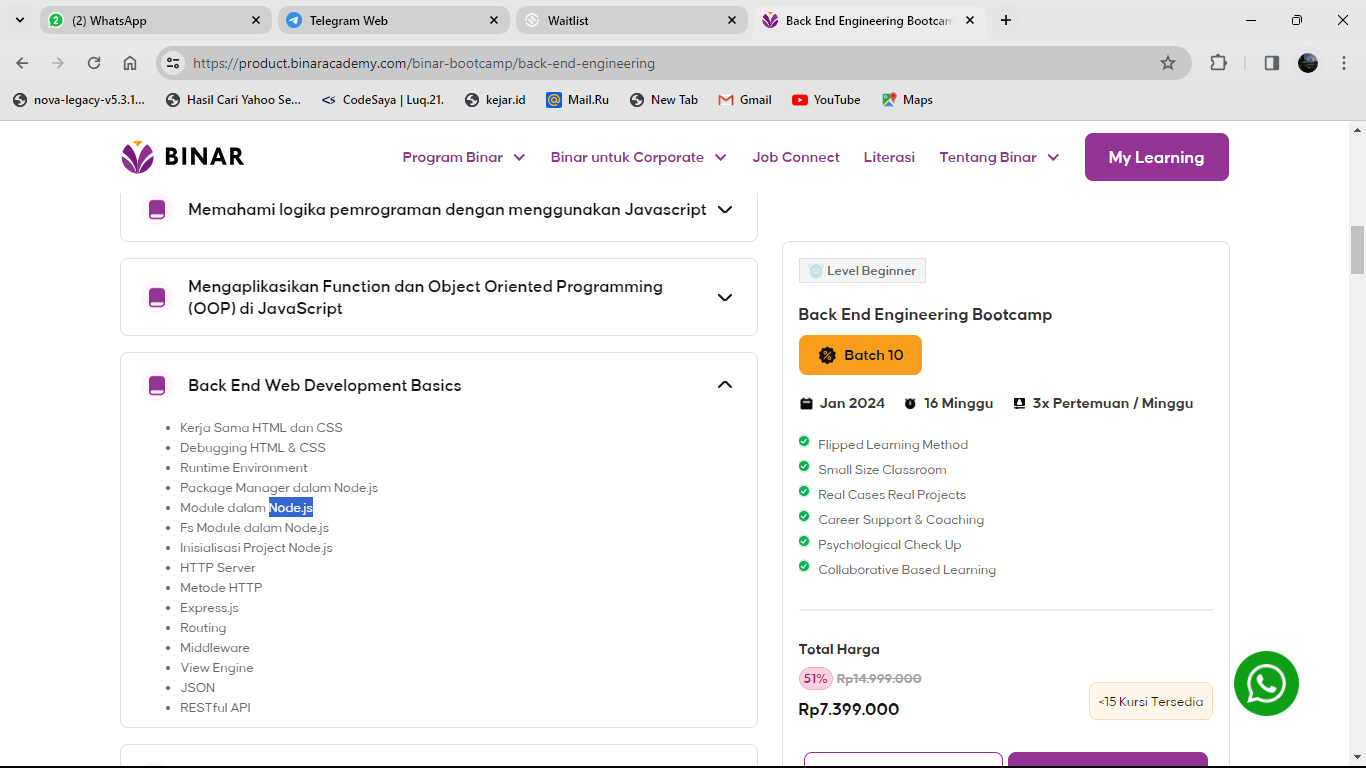 (2) WhatsApp
Telegram Web
Waitlist
Back End Engineering Bootcam
https://product.binaracademy.com/binar-bootcamp/back-end-engineering
nova-legacy-v5.3.1...
Hasil Cari Yahoo Se...
<s CodeSaya | Luq.21.
kejar.id
Mail.Ru
New Tab
Gmail
YouTube
Maps
BINAR
Program Binar
Binar untuk Corporate
Job Connect
Literasi
Tentang Binar
My Learning
Memahami logika pemrograman dengan menggunakan Javascript
Mengaplikasikan Function dan Object Oriented Programming
(OOP) di JavaScript
Back End Web Development Basics
• Kerja Sama HTML dan CSS
• Debugging HTML & CSS
• Runtime Environment
• Package Manager dalam Node.js
• Module dalam Node.js
• Fs Module dalam Node.js
• Inisialisasi Project Node.js
• HTTP Server
• Metode HTTP
• Express.js
• Routing
• Middleware
• View Engine
• JSON
• RESTful API
Level Beginner
Back End Engineering Bootcamp
Batch 10
Jan 2024
16 Minggu
3x Pertemuan / Minggu
Flipped Learning Method
Small Size Classroom
Real Cases Real Projects
Career Support & Coaching
Psychological Check Up
Collaborative Based Learning
Total Harga
51% Rp14.999.000
Rp7.399.000
<15 Kursi Tersedia